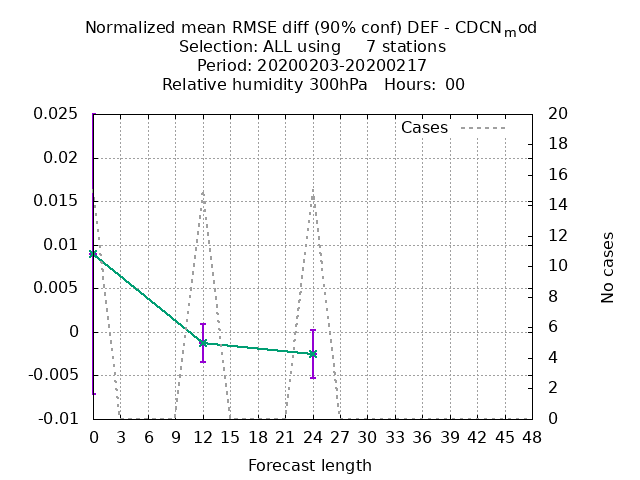 Normalized mean RMSE diff (90% conf) DEF - CDCNmod
Selection: ALL using 7 stations
Period: 20200203-20200217
Relative humidity 300hPa Hours: 00
Cases
0.025
0.02
0.015
0.01
0.005
0
-0.005
-0.01
20
18
16
14
12
10
8
6
4
2
0
No cases
0 3 6 9 12 15 18 21 24 27 30 33 36 39 42 45 48
Forecast length